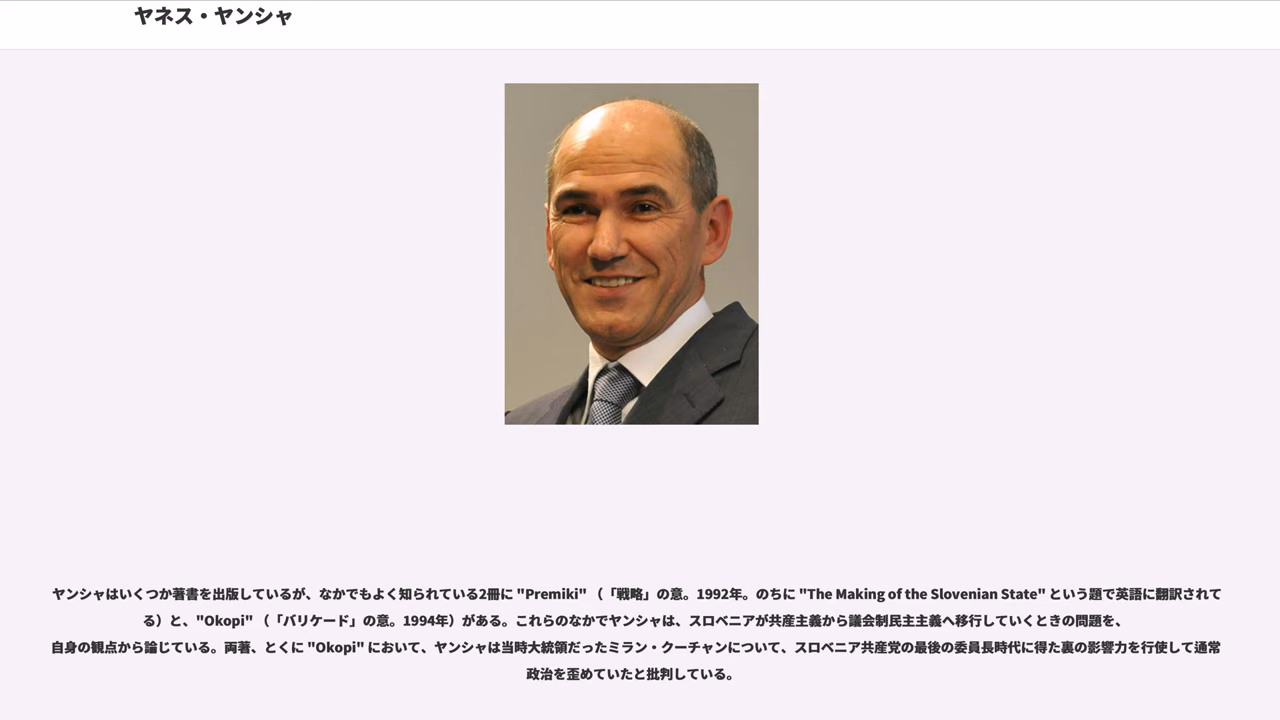 ヤネス・ヤンシャ
ヤンシャはいくつか著書を出版しているが、なかでもよく知られている2冊に "Premiki" （「戦略」の意。1992年。のちに "The Making of the Slovenian State" という題で英語に翻訳されて
る）と、"Okopi" （「バリケード」の意。1994年）がある。これらのなかでヤンシャは、スロベニアが共産主義から議会制民主主義へ移行していくときの問題を、
自身の観点から論じている。両著、とくに "Okopi" において、ヤンシャは当時大統領だったミラン・クーチャンについて、スロベニア共産党の最後の委員長時代に得た裏の影響力を行使して通常
政治を歪めていたと批判している。